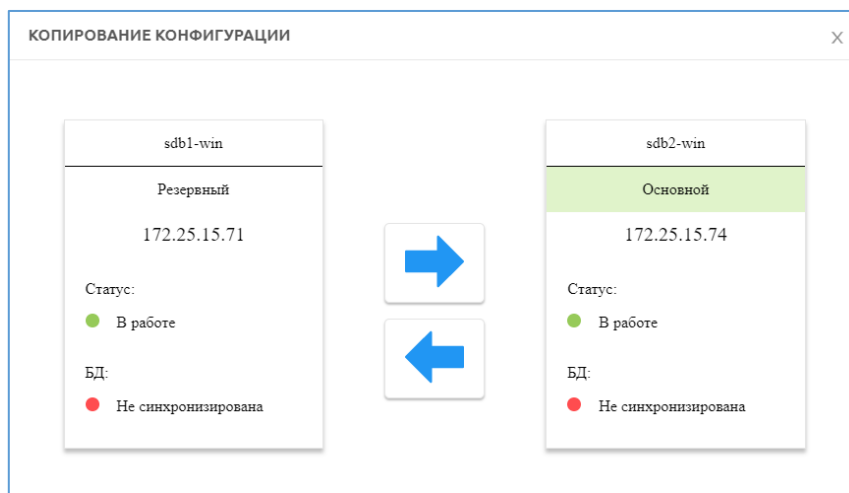 КОПИРОВАНИЕ КОНФИГУРАЦИИ
X
sdb1-win
Резервный
172.25.15.71
Статус:
В работе
БД:
Не синхронизирована
sdb2-win
Основной
172.25.15.74
Статус:
В работе
БД:
Не синхронизирована